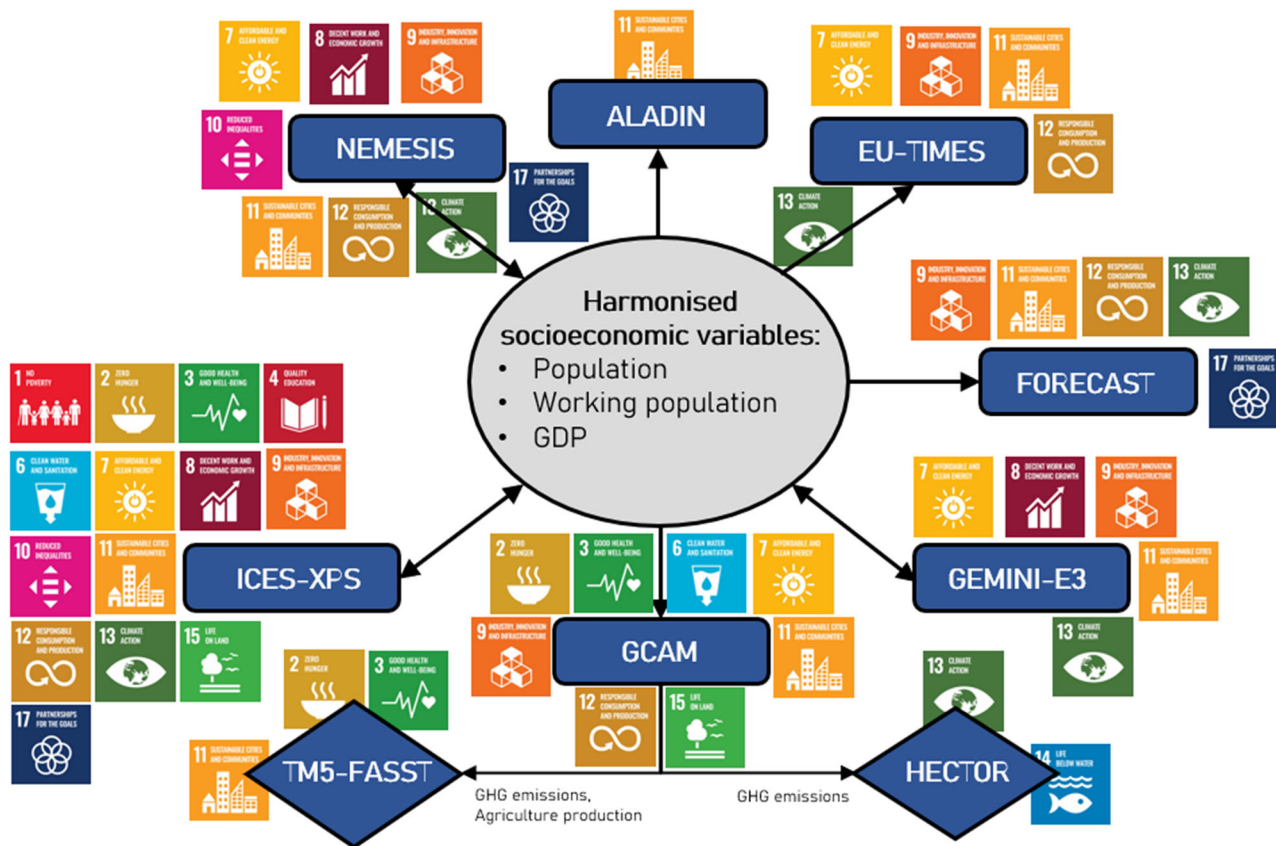 7 AFFORDABLE AND
CLEAN ENERGY
8 DECENT WORK AND
ECONOMIC GROWTH
9 INDUSTRY, INNOVATION
AND INFRASTRUCTURE
10 REDUCED
INEQUALITIES
NEMESIS
11 SUSTAINABLE CITIES
AND COMMUNITIES
12 RESPONSIBLE
CONSUMPTION
AND PRODUCTION
13 CLIMATE
ACTION
17 PARTNERSHIPS
FOR THE GOALS
11 SUSTAINABLE CITIES
AND COMMUNITIES
ALADIN
7 AFFORDABLE AND
CLEAN ENERGY
9 INDUSTRY, INNOVATION
AND INFRASTRUCTURE
11 SUSTAINABLE CITIES
AND COMMUNITIES
EU-TIMES
12 RESPONSIBLE
CONSUMPTION
AND PRODUCTION
13 CLIMATE
ACTION
Harmonised
socioeconomic variables:
• Population
• Working population
• GDP
9 INDUSTRY, INNOVATION
AND INFRASTRUCTURE
11 SUSTAINABLE CITIES
AND COMMUNITIES
12 RESPONSIBLE
CONSUMPTION
AND PRODUCTION
13 CLIMATE
ACTION
FORECAST
17 PARTNERSHIPS
FOR THE GOALS
1 NO
POVERTY
2 ZERO
HUNGER
3 GOOD HEALTH
AND WELL-BEING
4 QUALITY
EDUCATION
6 CLEAN WATER
AND SANITATION
7 AFFORDABLE AND
CLEAN ENERGY
8 DECENT WORK AND
ECONOMIC GROWTH
9 INDUSTRY, INNOVATION
AND INFRASTRUCTURE
10 REDUCED
INEQUALITIES
11 SUSTAINABLE CITIES
AND COMMUNITIES
ICES-XPS
12 RESPONSIBLE
CONSUMPTION
AND PRODUCTION
13 CLIMATE
ACTION
15 LIFE
ON LAND
17 PARTNERSHIPS
FOR THE GOALS
2 ZERO
HUNGER
3 GOOD HEALTH
AND WELL-BEING
6 CLEAN WATER
AND SANITATION
7 AFFORDABLE AND
CLEAN ENERGY
9 INDUSTRY, INNOVATION
AND INFRASTRUCTURE
GCAM
11 SUSTAINABLE CITIES
AND COMMUNITIES
12 RESPONSIBLE
CONSUMPTION
AND PRODUCTION
15 LIFE
ON LAND
7 AFFORDABLE AND
CLEAN ENERGY
8 DECENT WORK AND
ECONOMIC GROWTH
9 INDUSTRY, INNOVATION
AND INFRASTRUCTURE
GEMINI-E3
11 SUSTAINABLE CITIES
AND COMMUNITIES
13 CLIMATE
ACTION
2 ZERO
HUNGER
3 GOOD HEALTH
AND WELL-BEING
11 SUSTAINABLE CITIES
AND COMMUNITIES
TM5-FASST
GHG emissions,
Agriculture production
GHG emissions
13 CLIMATE
ACTION
HECTOR
14 LIFE
BELOW WATER